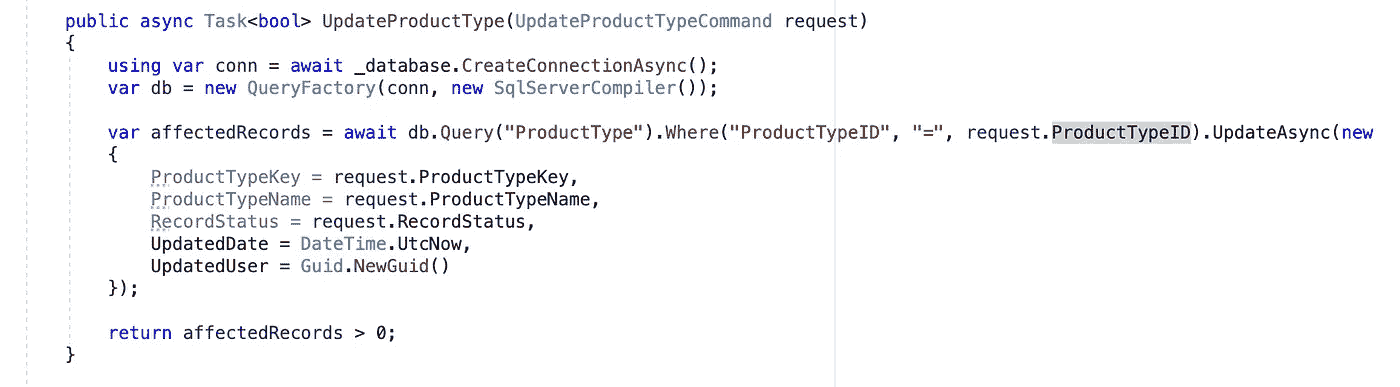 public async Task<bool> UpdateProductType(UpdateProductTypeCommand request)
{
using var conn = await _database.CreateConnectionAsync();
var db = new QueryFactory(conn, new SqlServerCompiler());
var affectedRecords = await db.Query("ProductType").Where("ProductTypeID", "=", request.ProductTypeID).UpdateAsync(new
{
ProductTypeKey = request.ProductTypeKey,
ProductTypeName = request.ProductTypeName,
RecordStatus = request.RecordStatus,
UpdatedDate = DateTime.UtcNow,
UpdatedUser = Guid.NewGuid()
});
return affectedRecords > 0;
}